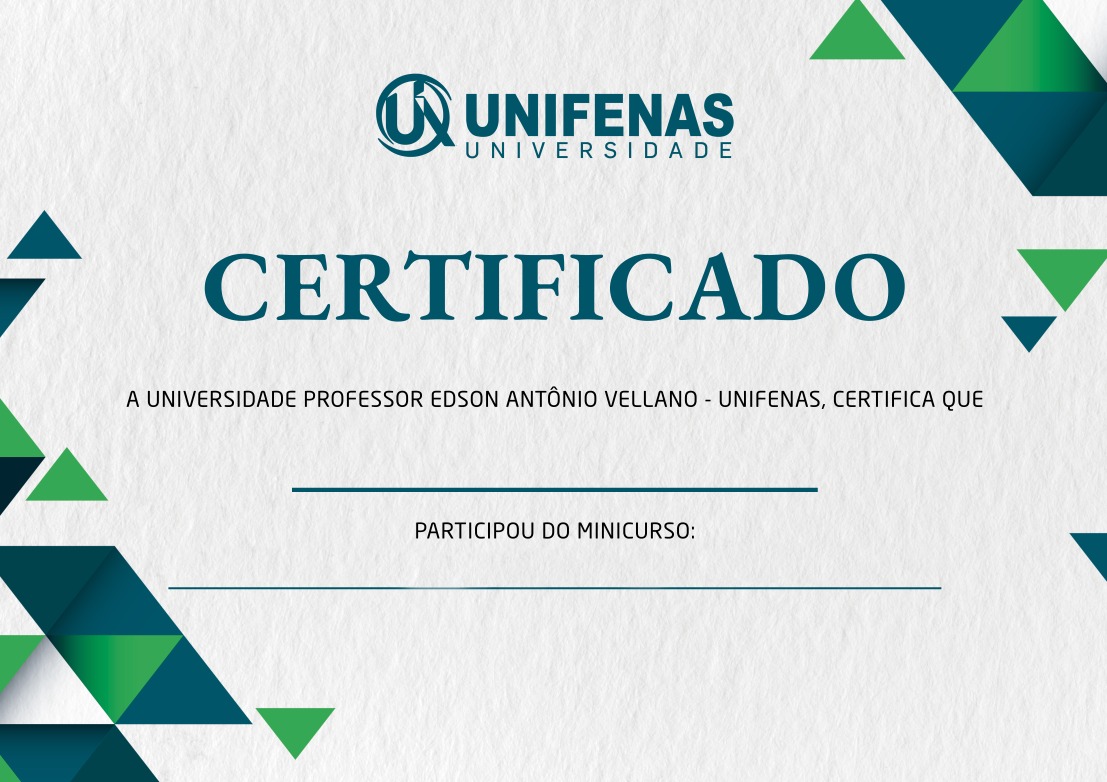 UNIFENAS
UNIVERSIDADE
CERTIFICADO
A UNIVERSIDADE PROFESSOR EDSON ANTÔNIO VELLANO - UNIFENAS, CERTIFICA QUE
PARTICIPOU DO MINICURSO: